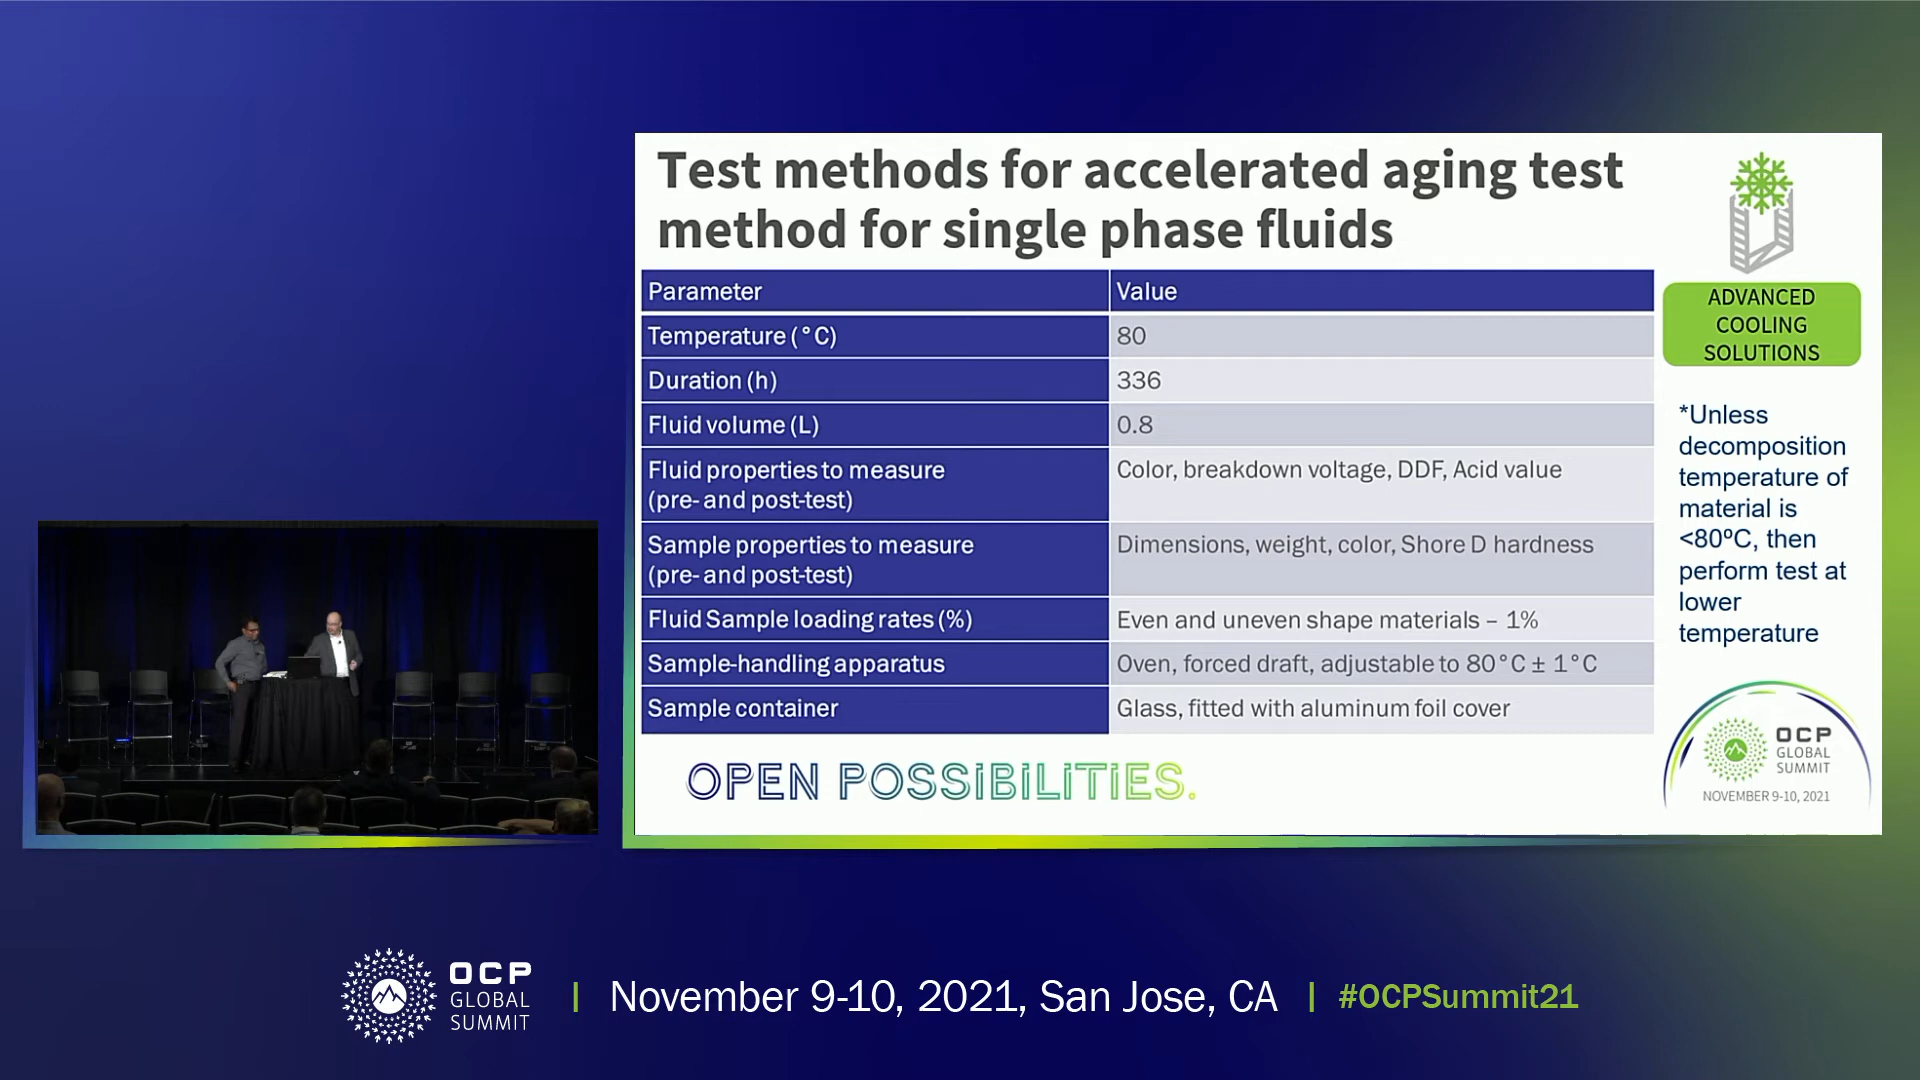 Test methods for accelerated aging test
method for single phase fluids
Parameter Value
Temperature (°C) 80
Duration (h) 336
Fluid volume (L) 0.8
Fluid properties to measure
(pre- and post-test)
Color, breakdown voltage, DDF, Acid value
Sample properties to measure
(pre- and post-test)
Dimensions, weight, color, Shore D hardness
Fluid Sample loading rates (%) Even and uneven shape materials – 1%
Sample-handling apparatus Oven, forced draft, adjustable to 80°C ± 1°C
Sample container Glass, fitted with aluminum foil cover
ADVANCED
COOLING
SOLUTIONS
*Unless
decomposition
temperature of
material is
<80ºC, then
perform test at
lower
temperature
OPEN POSSIBILITIES.
OCP
GLOBAL
SUMMIT
NOVEMBER 9-10, 2021
OCP
GLOBAL
SUMMIT
| November 9-10, 2021, San Jose, CA | #OCPSummit21